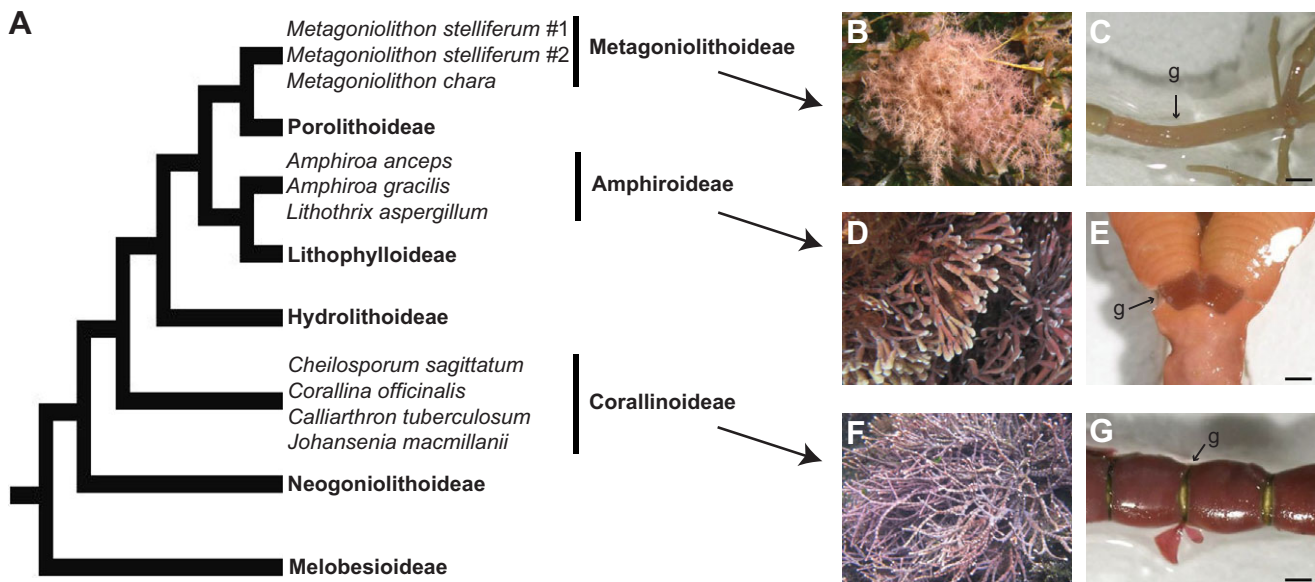 A
Metagoniolithon stelliferum #1
Metagoniolithon stelliferum #2
Metagoniolithon chara
Metagoniolithoideae
Porolithoideae
Amphiroa anceps
Amphiroa gracilis
Lithothrix aspergillum
Amphiroideae
Lithophylloideae
Hydrolithoideae
Cheilosporum sagittatum
Corallina officinalis
Calliarthron tuberculosum
Johansenia macmillanii
Corallinoideae
Neogoniolithoideae
Melobesioideae
B
C
g
D
E
g
F
G
g